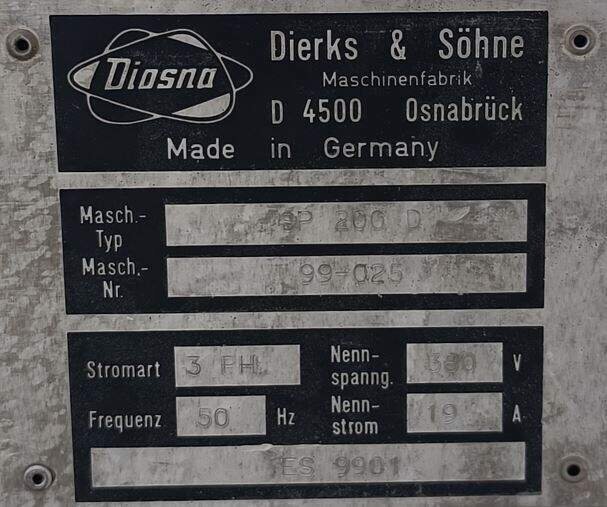 Diosna
Dierks & Söhne
Maschinenfabrik
D 4500 Osnabrück
Made in Germany
Masch.-Typ SP 200 D
Masch.-Nr. 99-025
Stromart 3 PH. Nenn-spanng. 380 V
Frequenz 50 Hz Nenn-strom 19 A
ES 9901